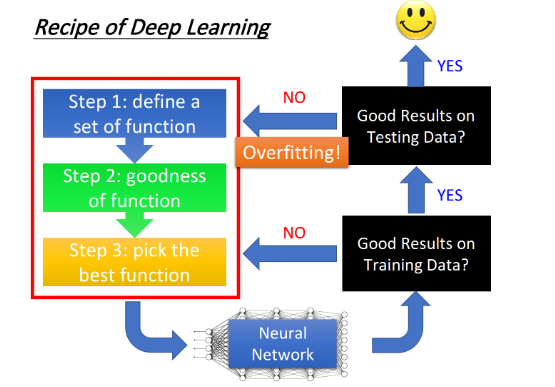 Recipe of Deep Learning
YES
Step 1: define a
set of function
NO
Good Results on
Testing Data?
Overfitting!
Step 2: goodness
of function
YES
Step 3: pick the
best function
NO
Good Results on
Training Data?
Neural
Network